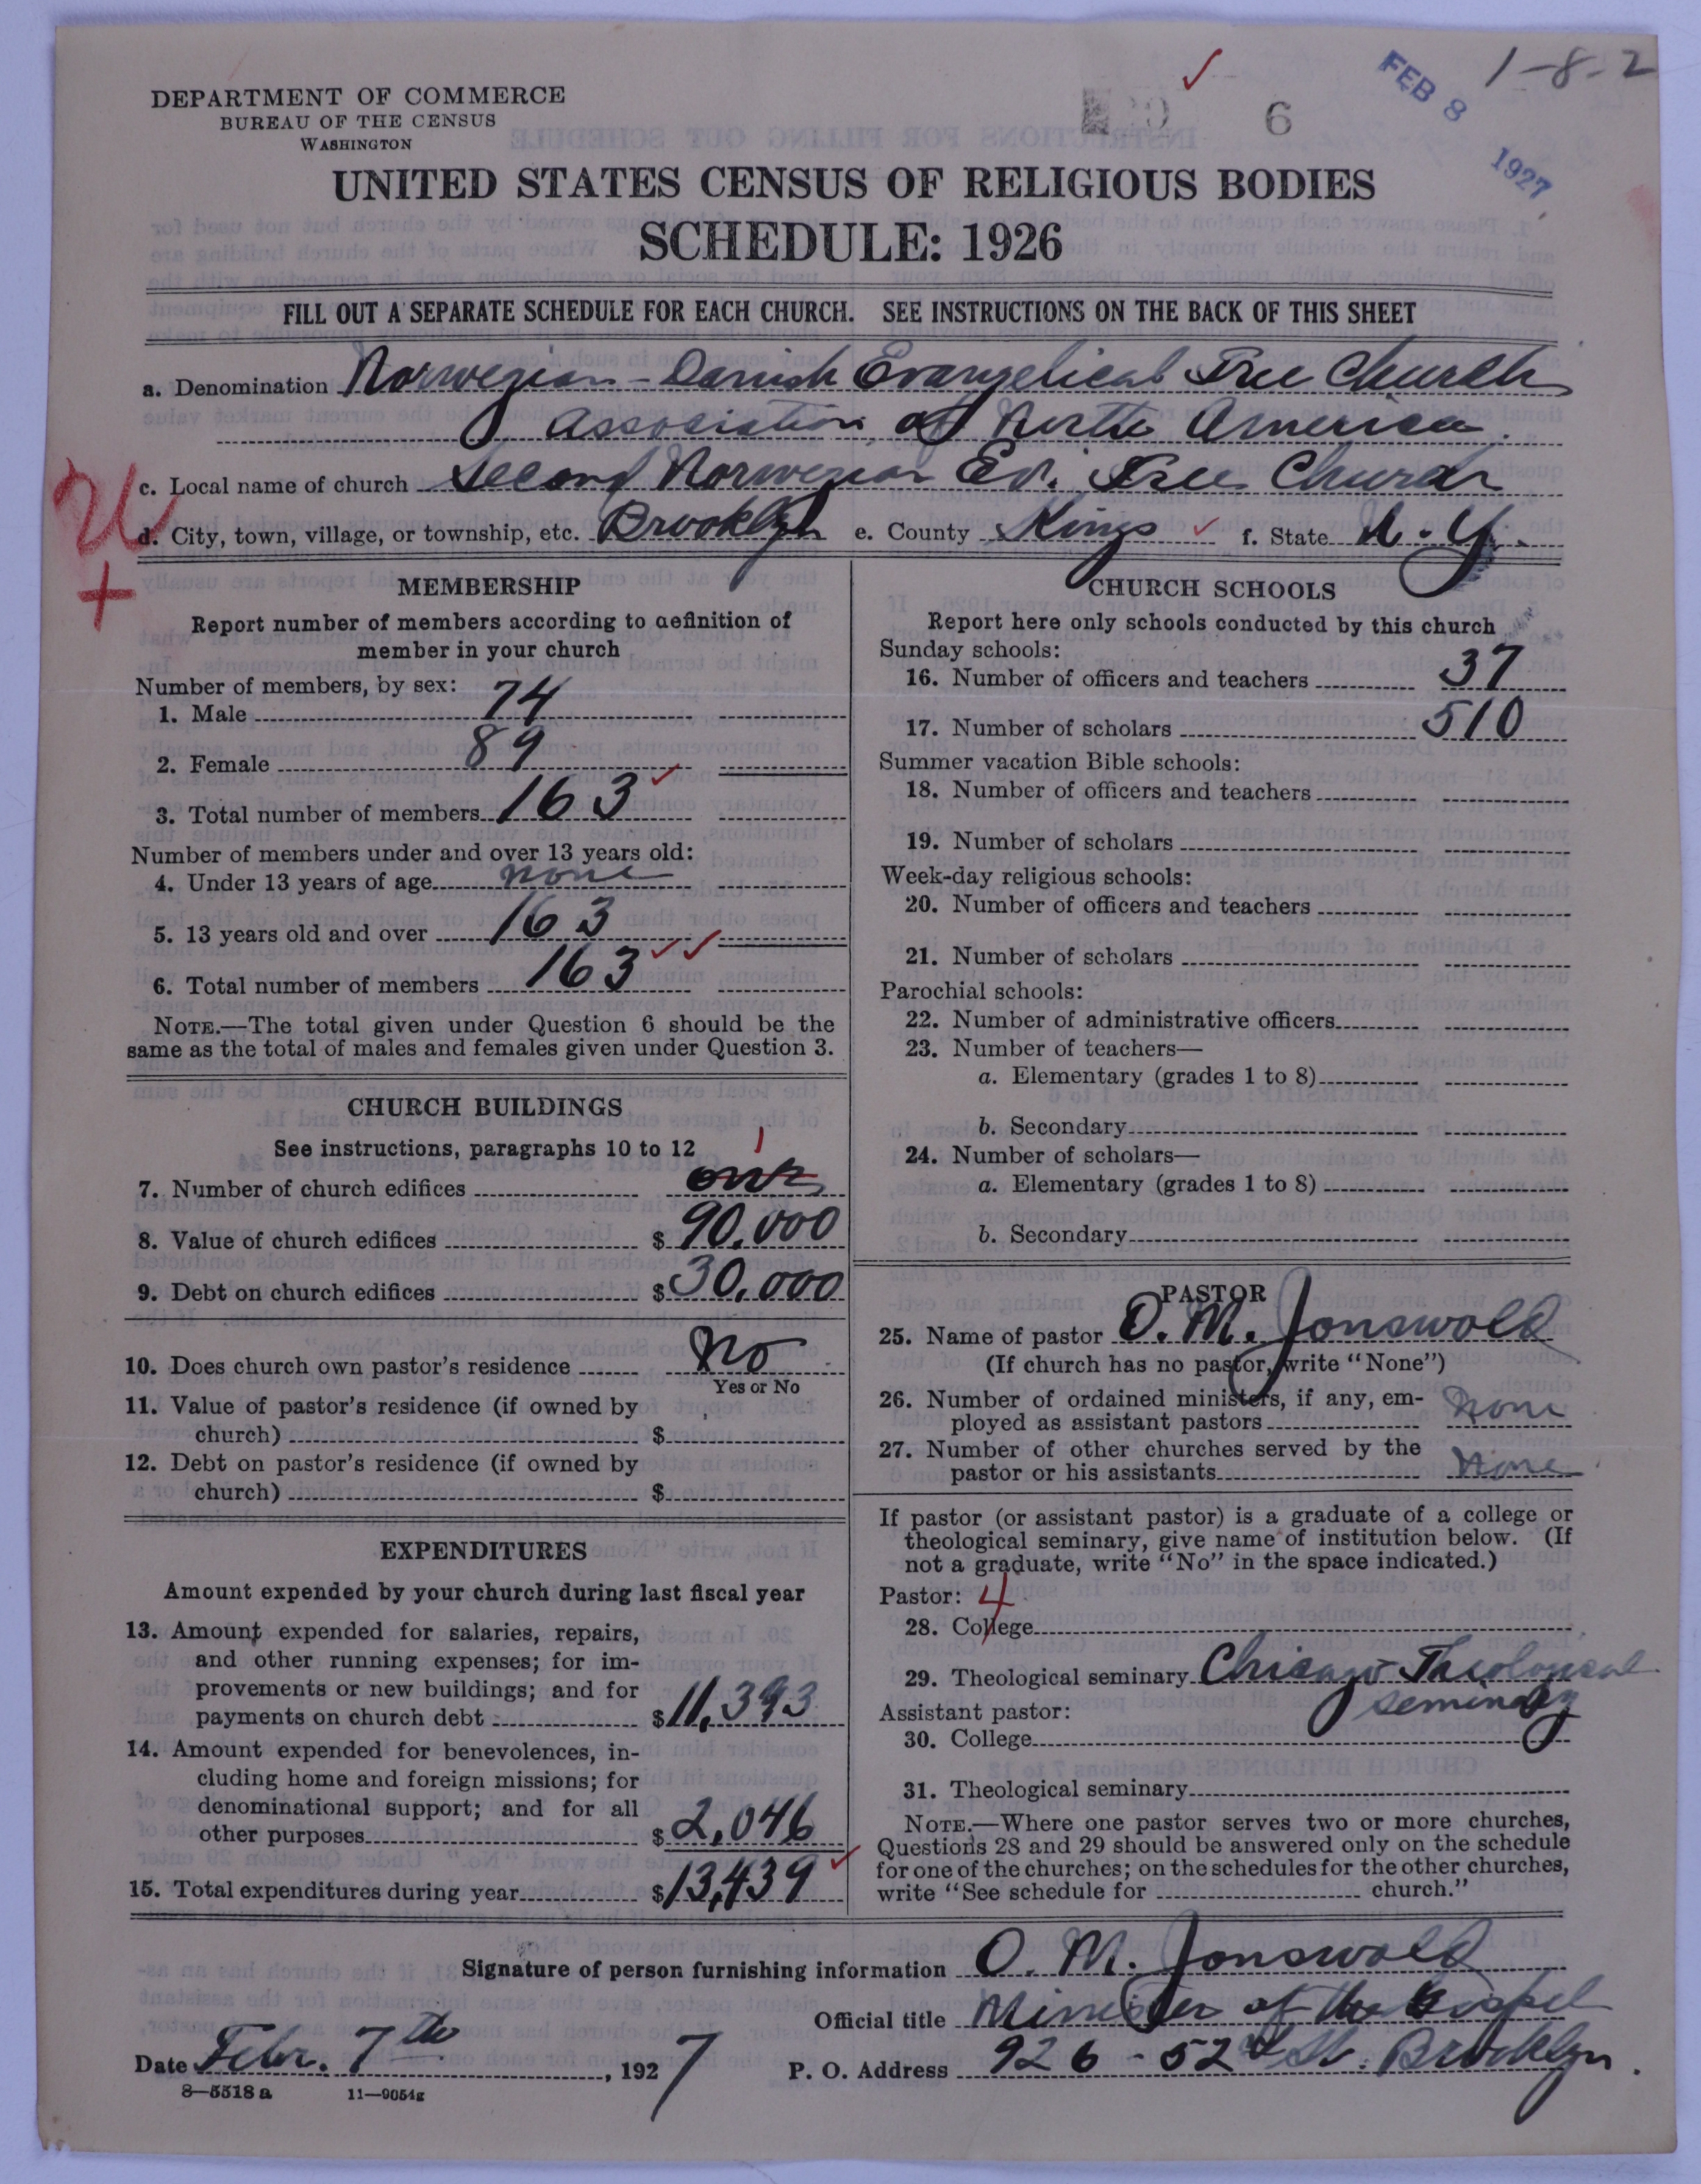 1-8-2
FEB 8 1927
6
DEPARTMENT OF COMMERCE
BUREAU OF THE CENSUS
WASHINGTON
UNITED STATES CENSUS OF RELIGIOUS BODIES
SCHEDULE: 1926
FILL OUT A SEPARATE SCHEDULE FOR EACH CHURCH. SEE INSTRUCTIONS ON THE BACK OF THIS SHEET
a. Denomination Norwegian-Danish Evangelical Free Church
Association of North America
c. Local name of church Second Norwegian Ev. Free Church
d. City, town, village, or township, etc. Brooklyn e. County Kings f. State N.Y.
MEMBERSHIP
Report number of members according to definition of
member in your church
Number of members, by sex:
1. Male 74
2. Female 89
3. Total number of members 163
Number of members under and over 13 years old:
4. Under 13 years of age none
5. 13 years old and over 163
6. Total number of members 163
NOTE.—The total given under Question 6 should be the
same as the total of males and females given under Question 3.
CHURCH BUILDINGS
See instructions, paragraphs 10 to 12
1
7. Number of church edifices one
8. Value of church edifices $ 90,000
9. Debt on church edifices $ 30,000
10. Does church own pastor's residence No
Yes or No
11. Value of pastor's residence (if owned by
church) $
12. Debt on pastor's residence (if owned by
church) $
EXPENDITURES
Amount expended by your church during last fiscal year
13. Amount expended for salaries, repairs,
and other running expenses; for im-
provements or new buildings; and for
payments on church debt $ 11,393
14. Amount expended for benevolences, in-
cluding home and foreign missions; for
denominational support; and for all
other purposes $ 2,046
15. Total expenditures during year $ 13,439
CHURCH SCHOOLS
Report here only schools conducted by this church
Sunday schools:
16. Number of officers and teachers 37
17. Number of scholars 510
Summer vacation Bible schools:
18. Number of officers and teachers
19. Number of scholars
Week-day religious schools:
20. Number of officers and teachers
21. Number of scholars
Parochial schools:
22. Number of administrative officers
23. Number of teachers—
a. Elementary (grades 1 to 8)
b. Secondary
24. Number of scholars—
a. Elementary (grades 1 to 8)
b. Secondary
PASTOR
25. Name of pastor O. M. Jonswold
(If church has no pastor, write "None")
26. Number of ordained ministers, if any, em-
ployed as assistant pastors None
27. Number of other churches served by the
pastor or his assistants None
If pastor (or assistant pastor) is a graduate of a college or
theological seminary, give name of institution below. (If
not a graduate, write "No" in the space indicated.)
Pastor: 4
28. College
29. Theological seminary Chicago Theological
seminary
Assistant pastor:
30. College
31. Theological seminary
NOTE.—Where one pastor serves two or more churches,
Questions 28 and 29 should be answered only on the schedule
for one of the churches; on the schedules for the other churches,
write "See schedule for church."
Signature of person furnishing information O. M. Jonswold
Official title Minister of the Gospel
Date Febr. 7th, 1927 P. O. Address 926-52nd St. Brooklyn.
8—5518a 11—9054g